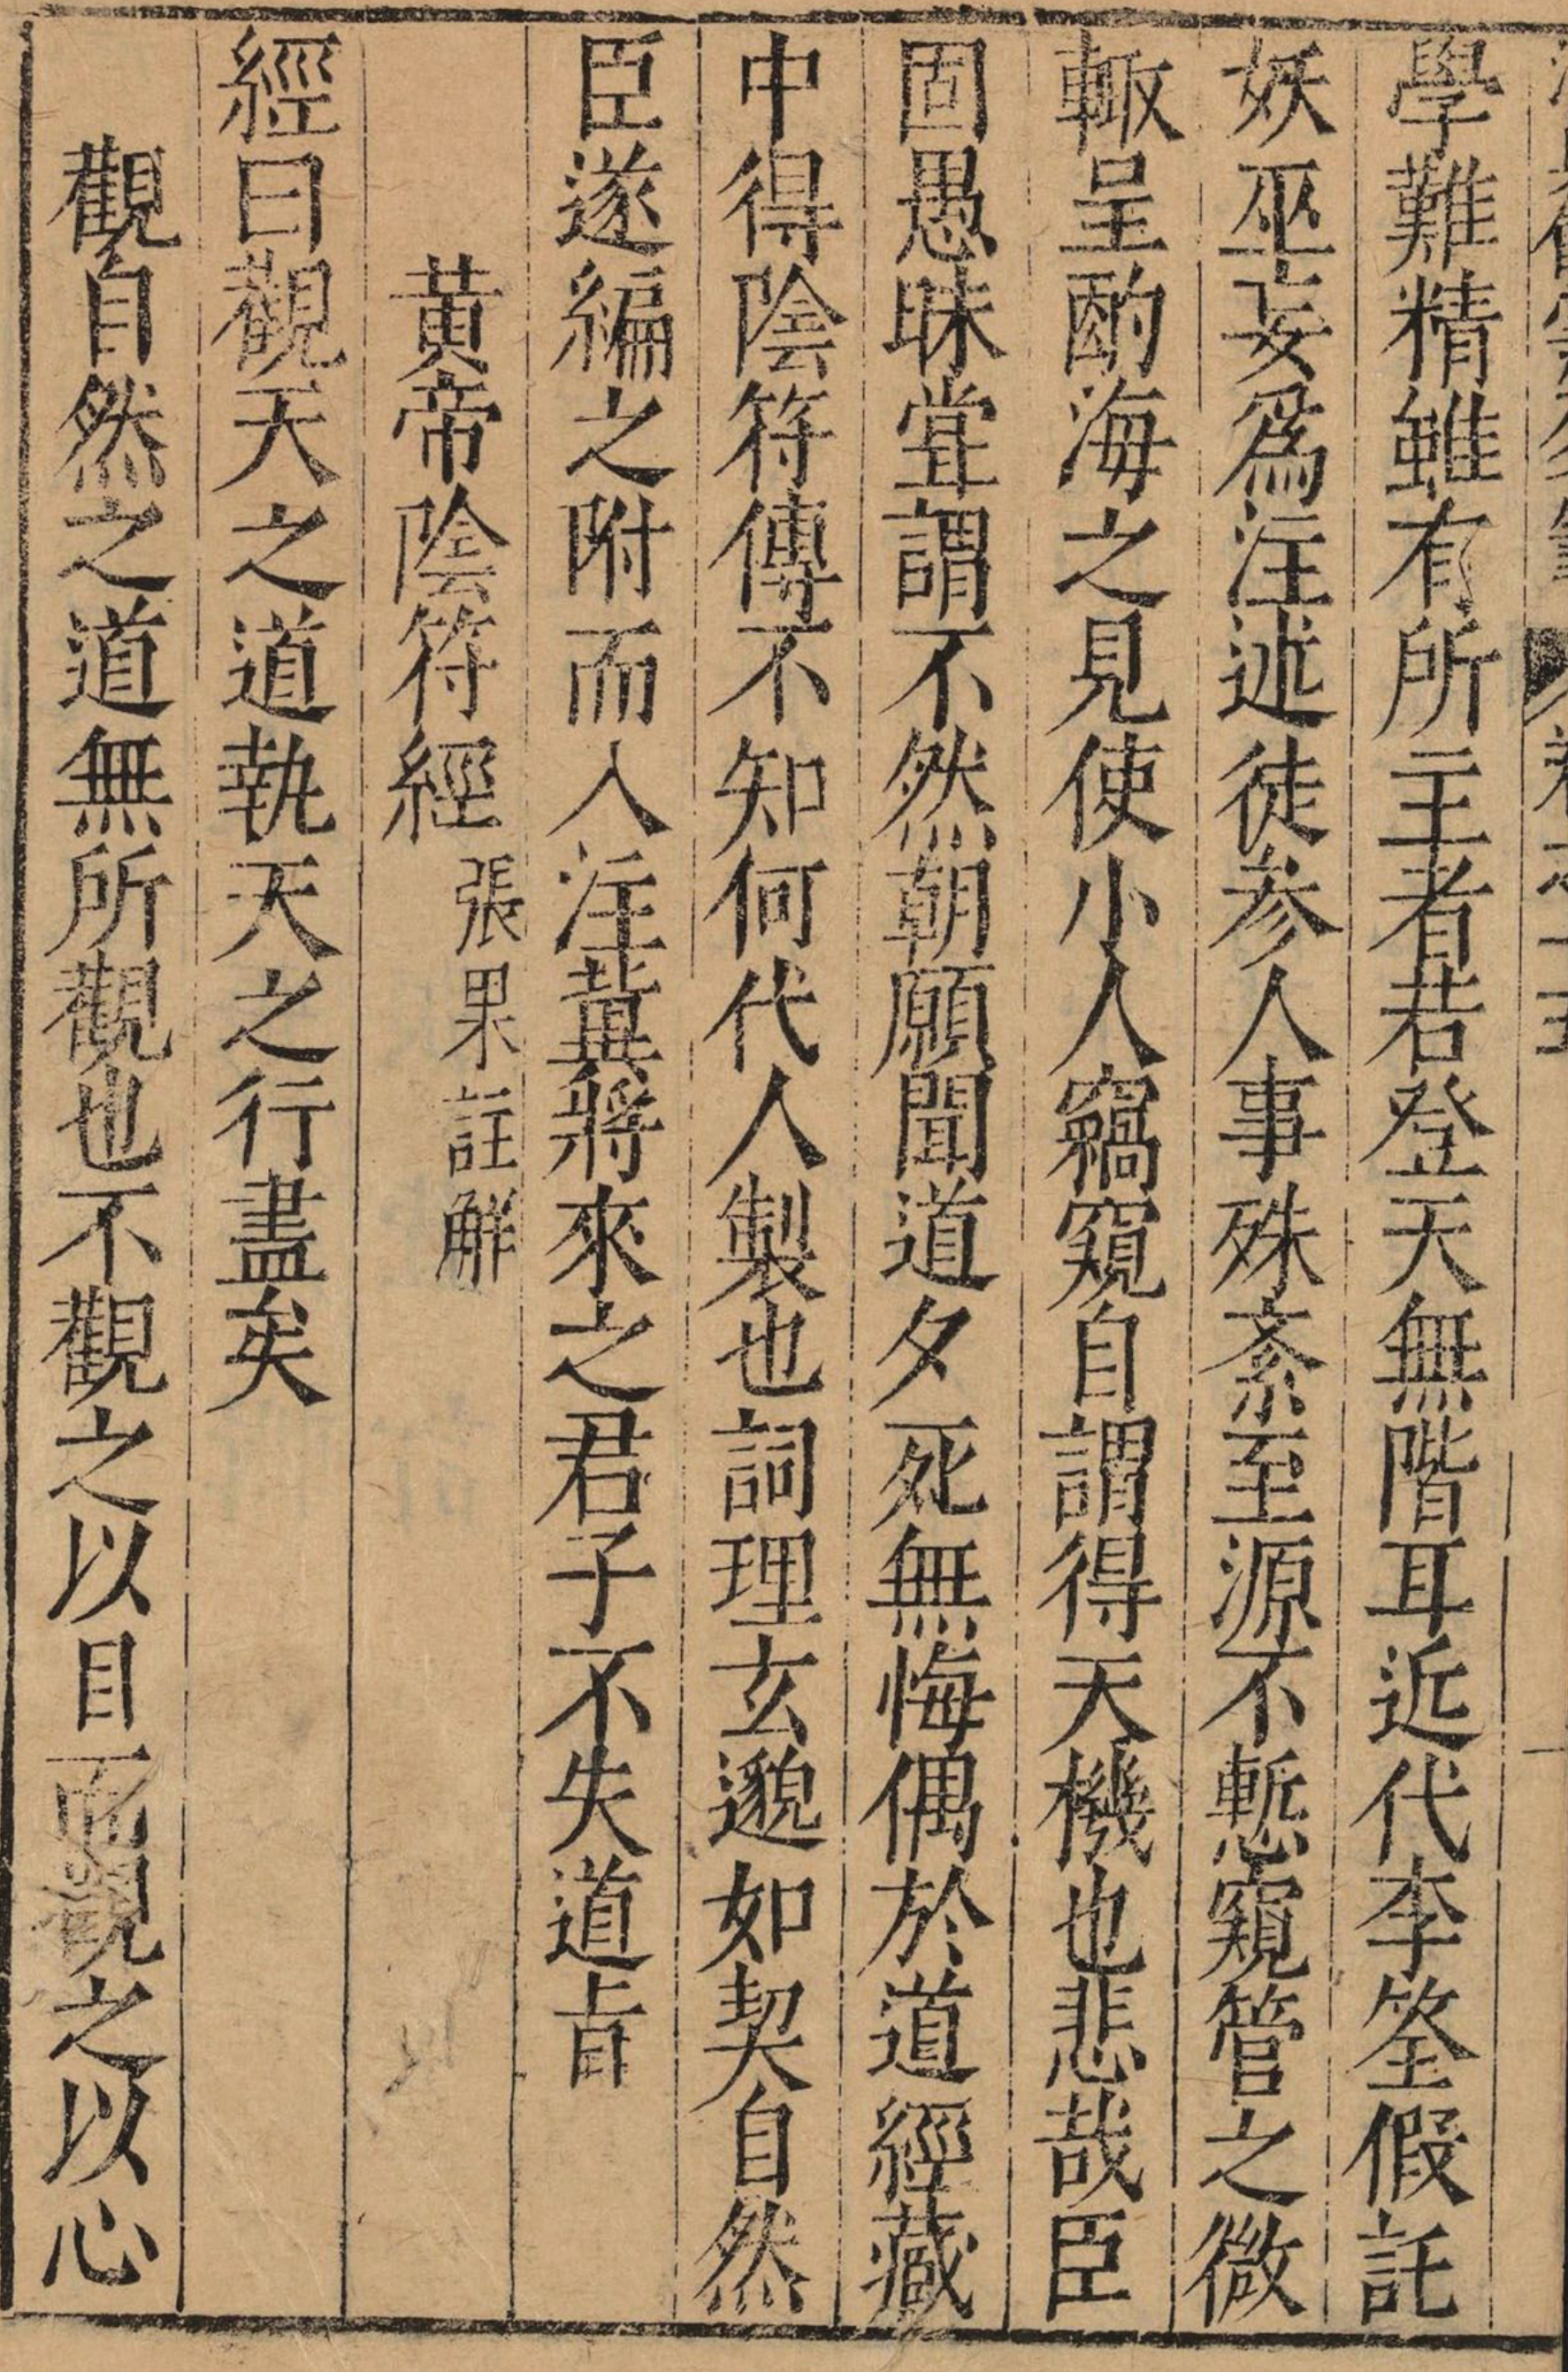 學難精雖有所主者若登天無階耳近代李筌假託
妖巫妄爲注述徒參人事殊紊至源不慙窺管之微
輙呈酌海之見使小人竊窺自謂得天機也悲哉臣
固愚昧嘗謂不然朝願聞道夕死無悔偶於道經藏
中得陰符傳不知何代人製也詞理玄邈如契自然
臣遂編之附而入注冀將來之君子不失道旨
黃帝陰符經 張果註解
經曰觀天之道執天之行盡矣
觀自然之道無所觀也不觀之以目而觀之以心